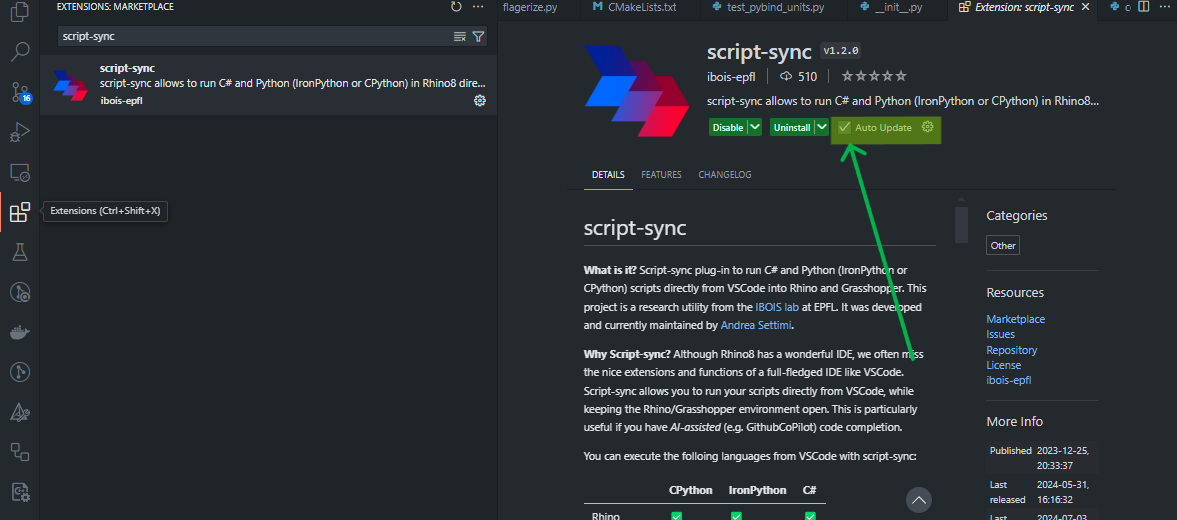 EXTENSIONS: MARKETPLACE
script-sync
script-sync
script-sync allows to run C# and Python (IronPython or CPython) in Rhino8 dire...
ibois-epfl
16
Extensions (Ctrl+Shift+X)
flagerize.py
M CMakeLists.txt
test_pybind_units.py
__init__.py
Extension: script-sync
c
script-sync v1.2.0
ibois-epfl
510
script-sync allows to run C# and Python (IronPython or CPython) in Rhino8...
Disable
Uninstall
Auto Update
DETAILS FEATURES CHANGELOG
script-sync
What is it? Script-sync plug-in to run C# and Python (IronPython or
CPython) scripts directly from VSCode into Rhino and Grasshopper. This
project is a research utility from the IBOIS lab at EPFL. It was developed
and currently maintained by Andrea Settimi.
Why Script-sync? Although Rhino8 has a wonderful IDE, we often miss
the nice extensions and functions of a full-fledged IDE like VSCode.
Script-sync allows you to run your scripts directly from VSCode, while
keeping the Rhino/Grasshopper environment open. This is particularly
useful if you have AI-assisted (e.g. GithubCoPilot) code completion.
You can execute the folloing languages from VSCode with script-sync:
CPython IronPython C#
Rhino
Categories
Other
Resources
Marketplace
Issues
Repository
License
ibois-epfl
More Info
Published 2023-12-25,
20:33:37
Last 2024-05-31,
released 16:16:32
Last 2024-07-03